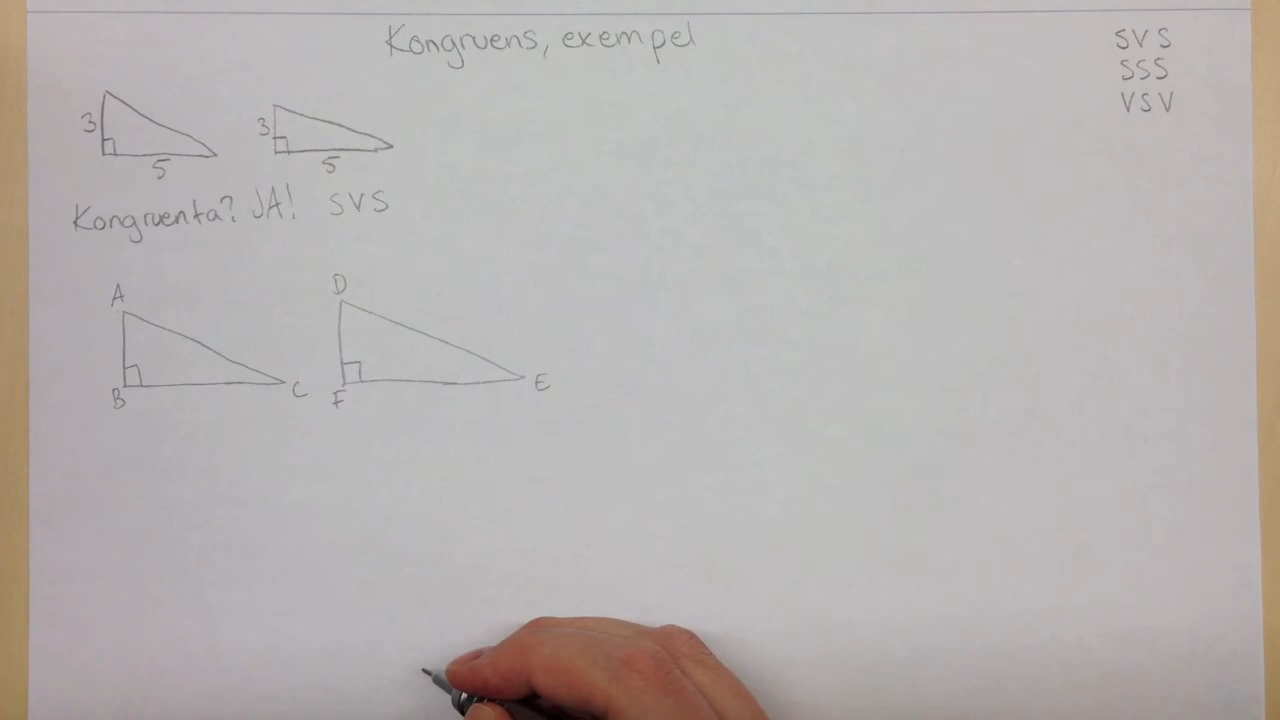 Kongruens, exempel
SVS
SSS
VSV
3 5
3 5
Kongruenta? JA! SVS
A B C
D F E